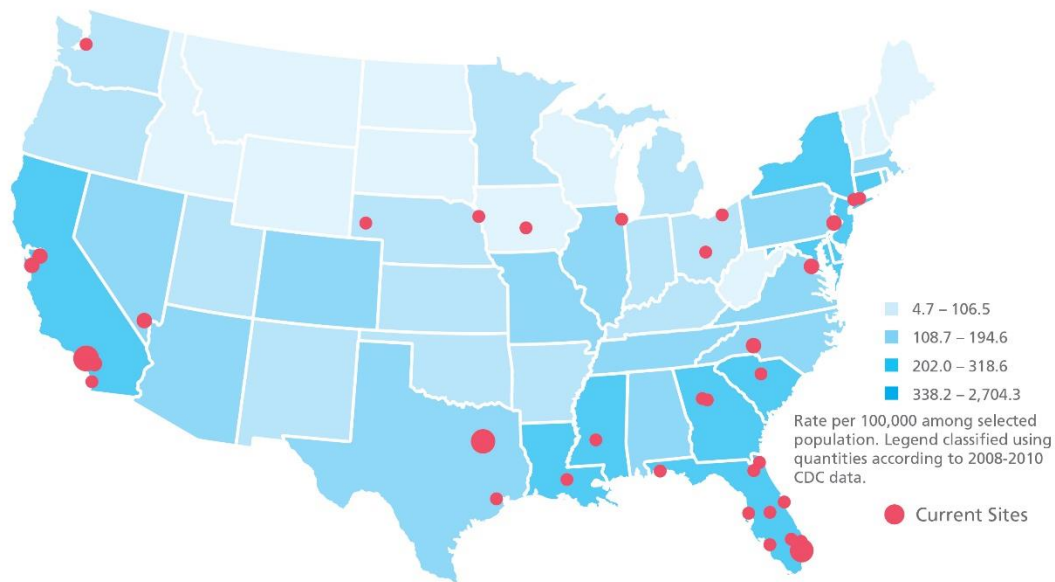 4.7 – 106.5
108.7 – 194.6
202.0 – 318.6
338.2 – 2,704.3
Rate per 100,000 among selected
population. Legend classified using
quantities according to 2008-2010
CDC data.
Current Sites